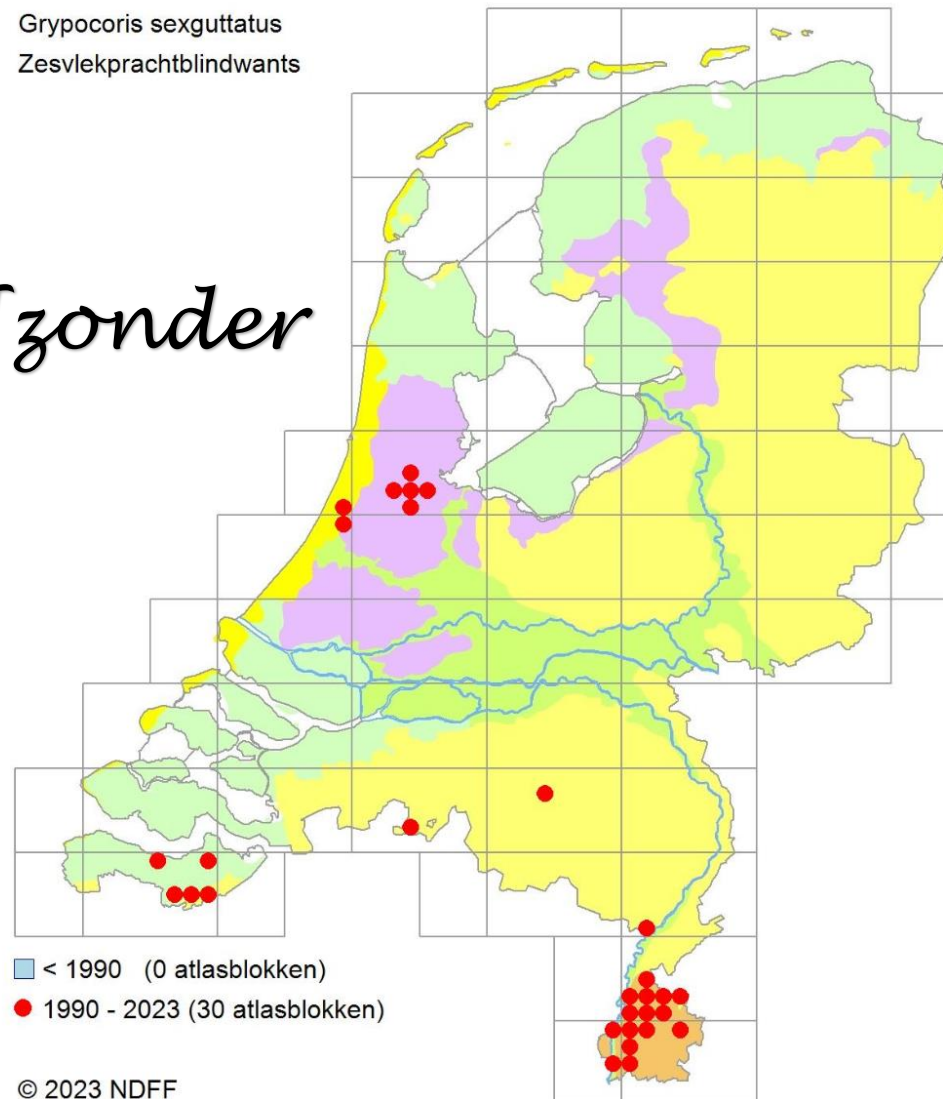 Grypocoris sexguttatus
Zesvlekprachtblindwants
zonder
< 1990 (0 atlasblokken)
1990 - 2023 (30 atlasblokken)
© 2023 NDFF